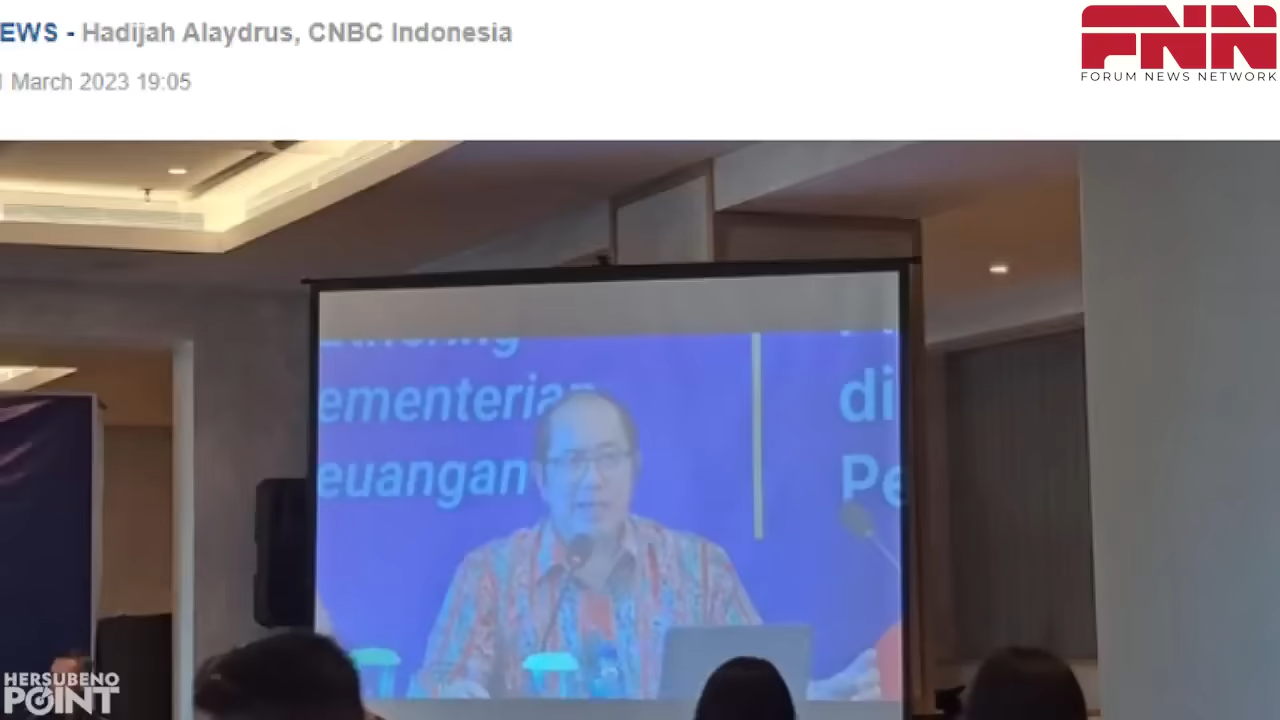 EWS - Hadijah Alaydrus, CNBC Indonesia
March 2023 19:05
FNN
FORUM NEWS NETWORK
ementerian
euangan
di
Pe
HERSUBENO
POINT